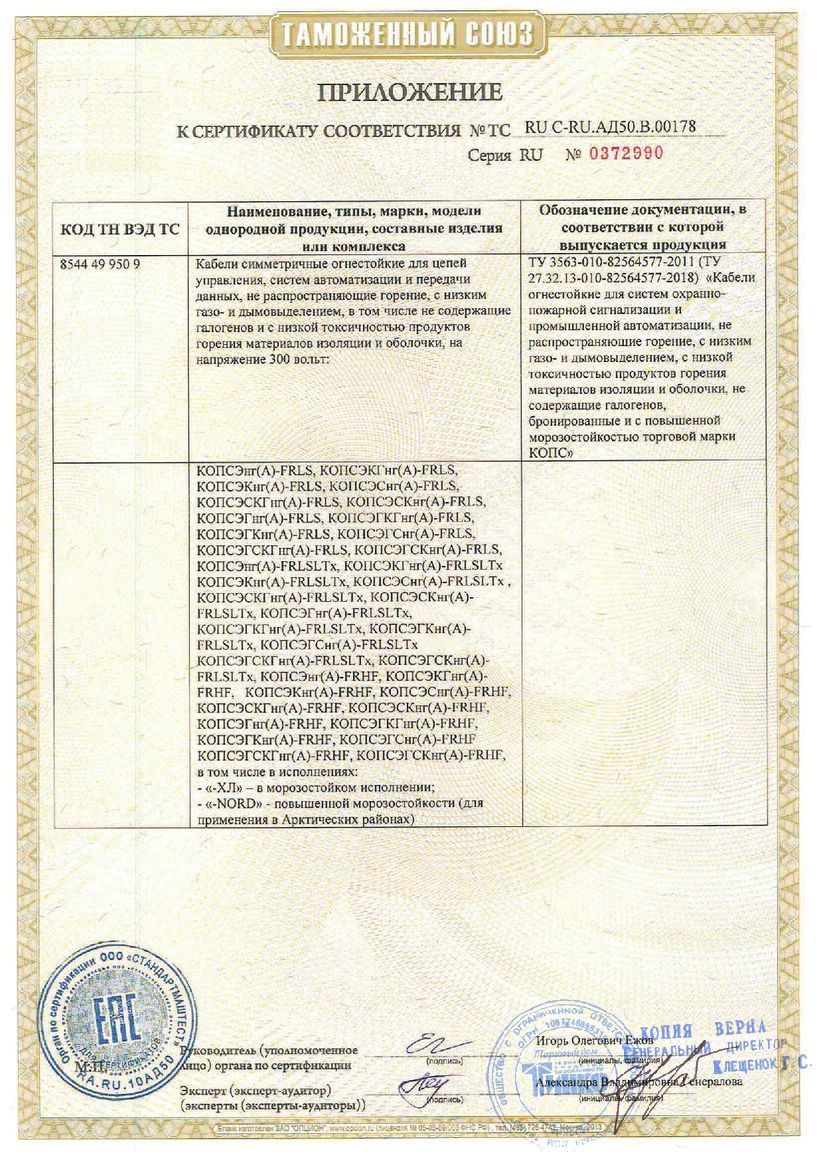 ТАМОЖЕННЫЙ СОЮЗ
ПРИЛОЖЕНИЕ
К СЕРТИФИКАТУ СООТВЕТСТВИЯ № ТС RU C-RU.АД50.В.00178
Серия RU № 0372990
КОД ТН ВЭД ТС
Наименование, типы, марки, модели
однородной продукции, составные изделия
или комплекса
Обозначение документации, в
соответствии с которой
выпускается продукция
8544 49 950 9
Кабели симметричные огнестойкие для цепей
управления, систем автоматизации и передачи
данных, не распространяющие горение, с низким
газо- и дымовыделением, в том числе не содержащие
галогенов и с низкой токсичностью продуктов
горения материалов изоляции и оболочки, на
напряжение 300 вольт:
ТУ 3563-010-82564577-2011 (ТУ
27.32.13-010-82564577-2018) «Кабели
огнестойкие для систем охранно-
пожарной сигнализации и
промышленной автоматизации, не
распространяющие горение, с низким
газо- и дымовыделением, с низкой
токсичностью продуктов горения
материалов изоляции и оболочки, не
содержащие галогенов,
бронированные и с повышенной
морозостойкостью торговой марки
КОПС»
КОПСЭнг(А)-FRLS, КОПСЭКГнг(А)-FRLS,
КОПСЭКнг(А)-FRLS, КОПСЭСнг(А)-FRLS,
КОПСЭСКГнг(А)-FRLS, КОПСЭСКнг(А)-FRLS,
КОПСЭГнг(А)-FRLS, КОПСЭГКГнг(А)-FRLS,
КОПСЭГКнг(А)-FRLS, КОПСЭГСнг(А)-FRLS,
КОПСЭГСКГнг(А)-FRLS, КОПСЭГСКнг(А)-FRLS,
КОПСЭнг(А)-FRLSLTx, КОПСЭКГнг(А)-FRLSLTx
КОПСЭКнг(А)-FRLSLTx, КОПСЭСнг(А)-FRLSLTx ,
КОПСЭСКГнг(А)-FRLSLTx, КОПСЭСКнг(А)-
FRLSLTx, КОПСЭГнг(А)-FRLSLTx,
КОПСЭГКГнг(А)-FRLSLTx, КОПСЭГКнг(А)-
FRLSLTx, КОПСЭГСнг(А)-FRLSLTx
КОПСЭГСКГнг(А)-FRLSLTx, КОПСЭГСКнг(А)-
FRLSLTx, КОПСЭнг(А)-FRHF, КОПСЭКГнг(А)-
FRHF, КОПСЭКнг(А)-FRHF, КОПСЭСнг(А)-FRHF,
КОПСЭСКГнг(А)-FRHF, КОПСЭСКнг(А)-FRHF,
КОПСЭГнг(А)-FRHF, КОПСЭГКГнг(А)-FRHF,
КОПСЭГКнг(А)-FRHF, КОПСЭГСнг(А)-FRHF
КОПСЭГСКГнг(А)-FRHF, КОПСЭГСКнг(А)-FRHF,
в том числе в исполнениях:
- «-ХЛ» – в морозостойком исполнении;
- «-NORD» - повышенной морозостойкости (для
применения в Арктических районах)
Орган по сертификации ООО «СТАНДАРТМАШТЕСТ»
ЕАС
ДЛЯ СЕРТИФИКАТОВ
RA.RU.10АД50
М.П.
Руководитель (уполномоченное
лицо) органа по сертификации
(подпись)
Игорь Олегович Ежов
(инициалы, фамилия)
Эксперт (эксперт-аудитор)
(эксперты (эксперты-аудиторы))
(подпись)
Александра Владимировна Генералова
(инициалы, фамилия)
КОПИЯ ВЕРНА
ГЕНЕРАЛЬНЫЙ ДИРЕКТОР
КЛЕЩЕНОК Г.С.
Торговый дом
Бланк изготовлен ЗАО "ОПЦИОН", www.opcion.ru (лицензия № 05-05-09/003 ФНС РФ), тел. (495) 726 4742, Москва, 2013